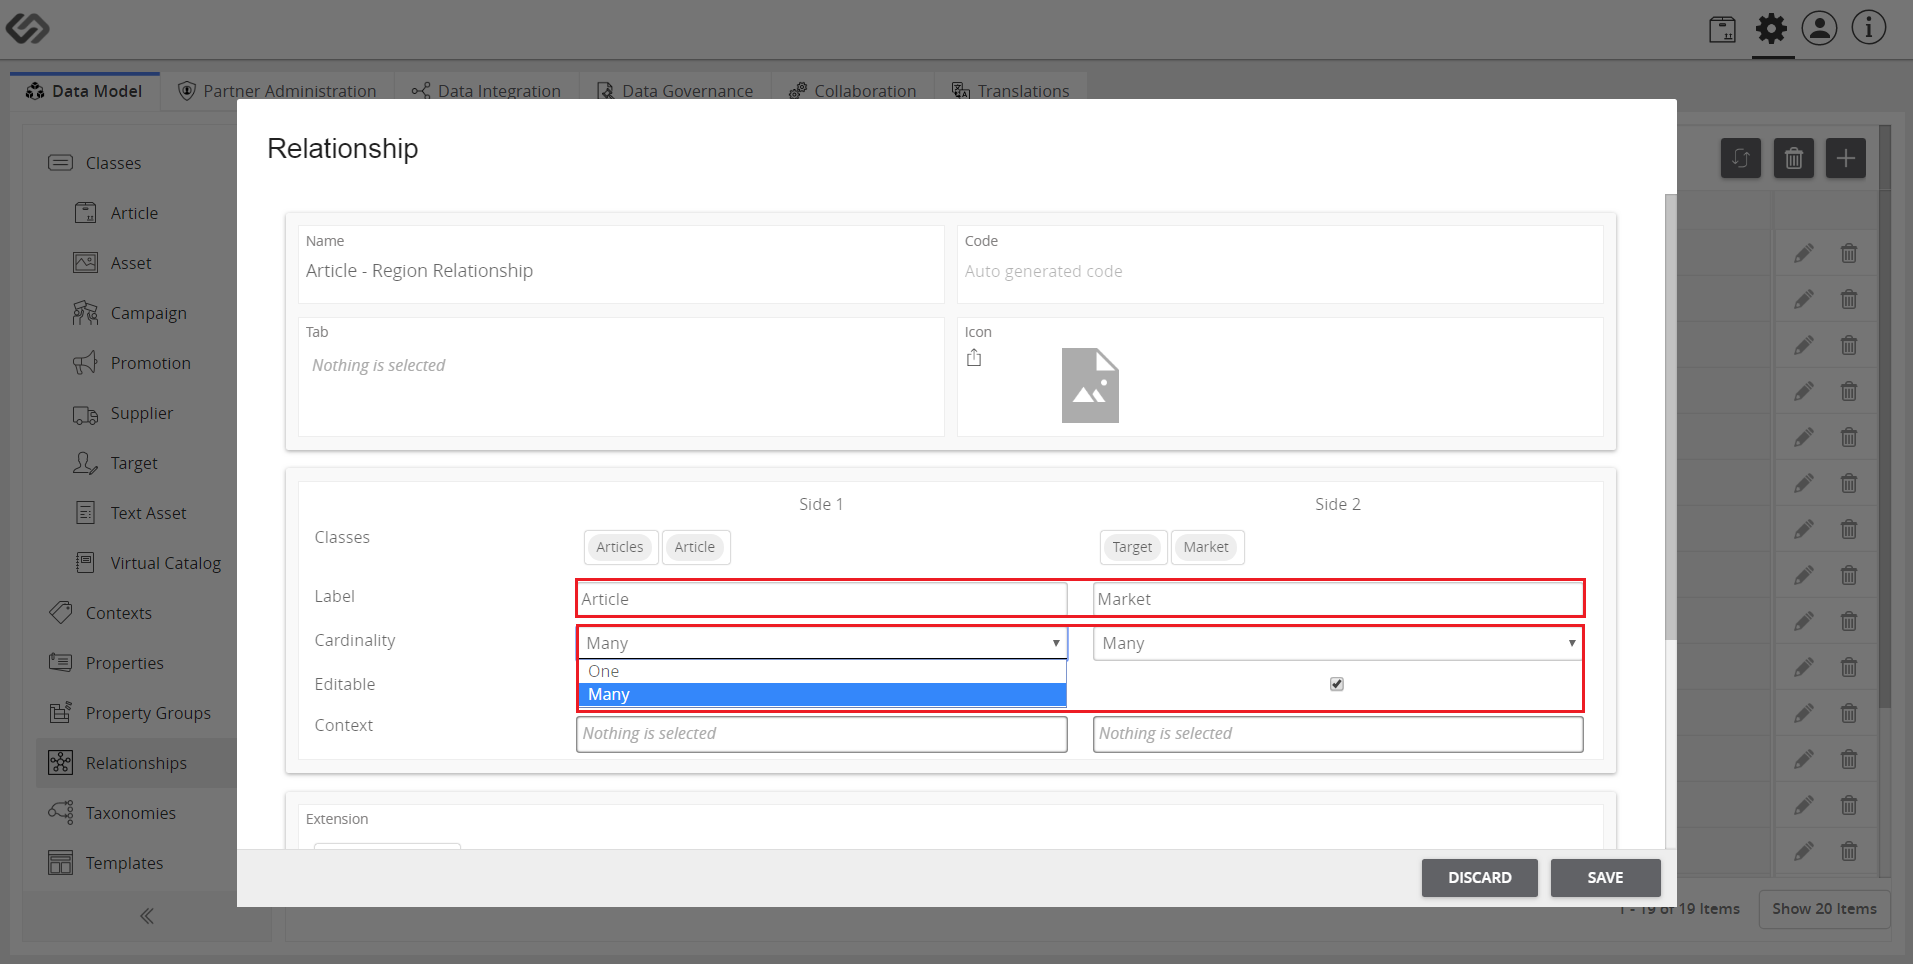 Data Model Partner Administration Data Integration Data Governance Collaboration Translations
Classes
Article
Asset
Campaign
Promotion
Supplier
Target
Text Asset
Virtual Catalog
Contexts
Properties
Property Groups
Relationships
Taxonomies
Templates
Relationship
Name
Article - Region Relationship
Code
Auto generated code
Tab
Nothing is selected
Icon
Side 1 Side 2
Classes Articles Article Target Market
Label Article Market
Cardinality Many Many
One
Many
Editable
Context Nothing is selected Nothing is selected
Extension
DISCARD SAVE
1 - 19 of 19 Items Show 20 Items